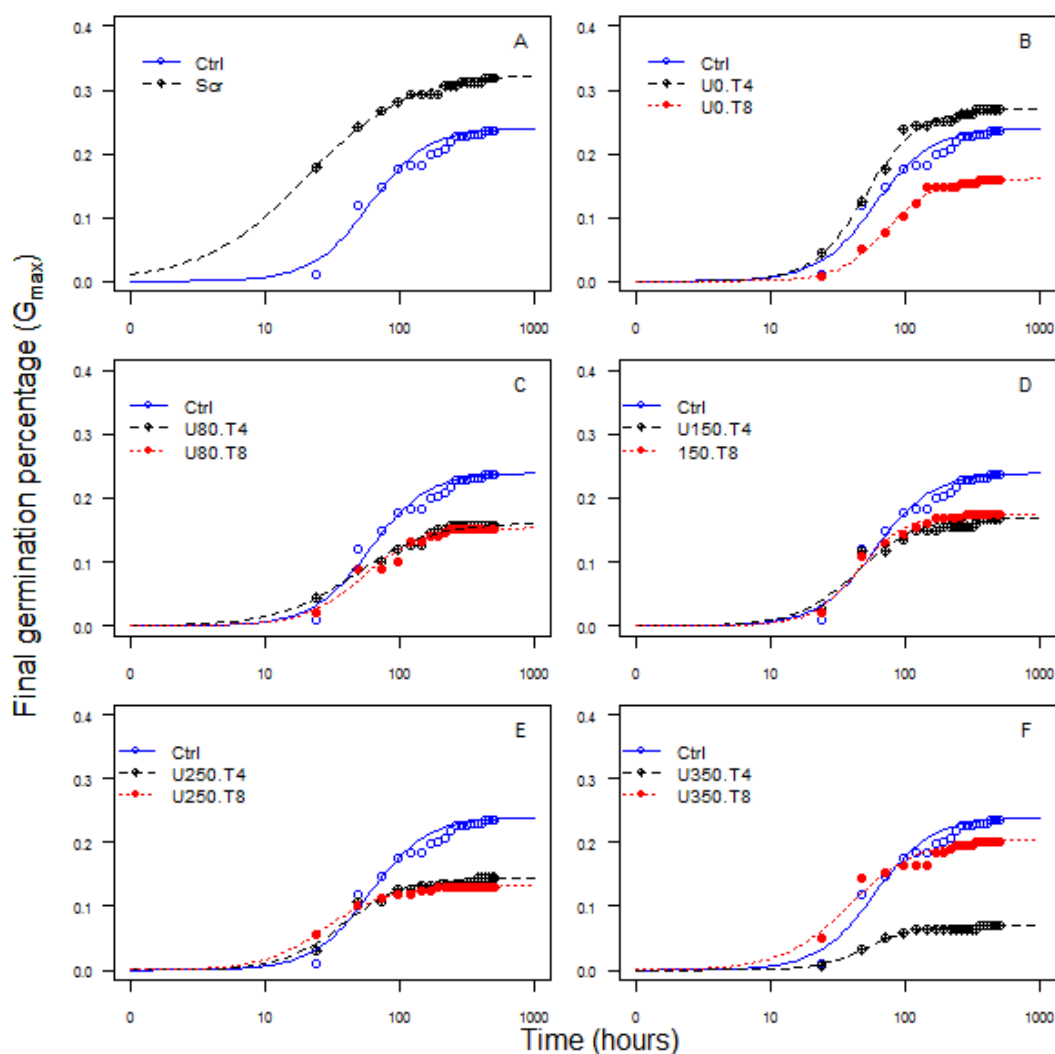 Final germination percentage (Gmax)
A
Ctrl
Scr
0.4
0.3
0.2
0.1
0.0
0 10 100 1000
B
Ctrl
U0.T4
U0.T8
0.4
0.3
0.2
0.1
0.0
0 10 100 1000
C
Ctrl
U80.T4
U80.T8
0.4
0.3
0.2
0.1
0.0
0 10 100 1000
D
Ctrl
U150.T4
150.T8
0.4
0.3
0.2
0.1
0.0
0 10 100 1000
E
Ctrl
U250.T4
U250.T8
0.4
0.3
0.2
0.1
0.0
0 10 100 1000
F
Ctrl
U350.T4
U350.T8
0.4
0.3
0.2
0.1
0.0
0 10 100 1000
Time (hours)